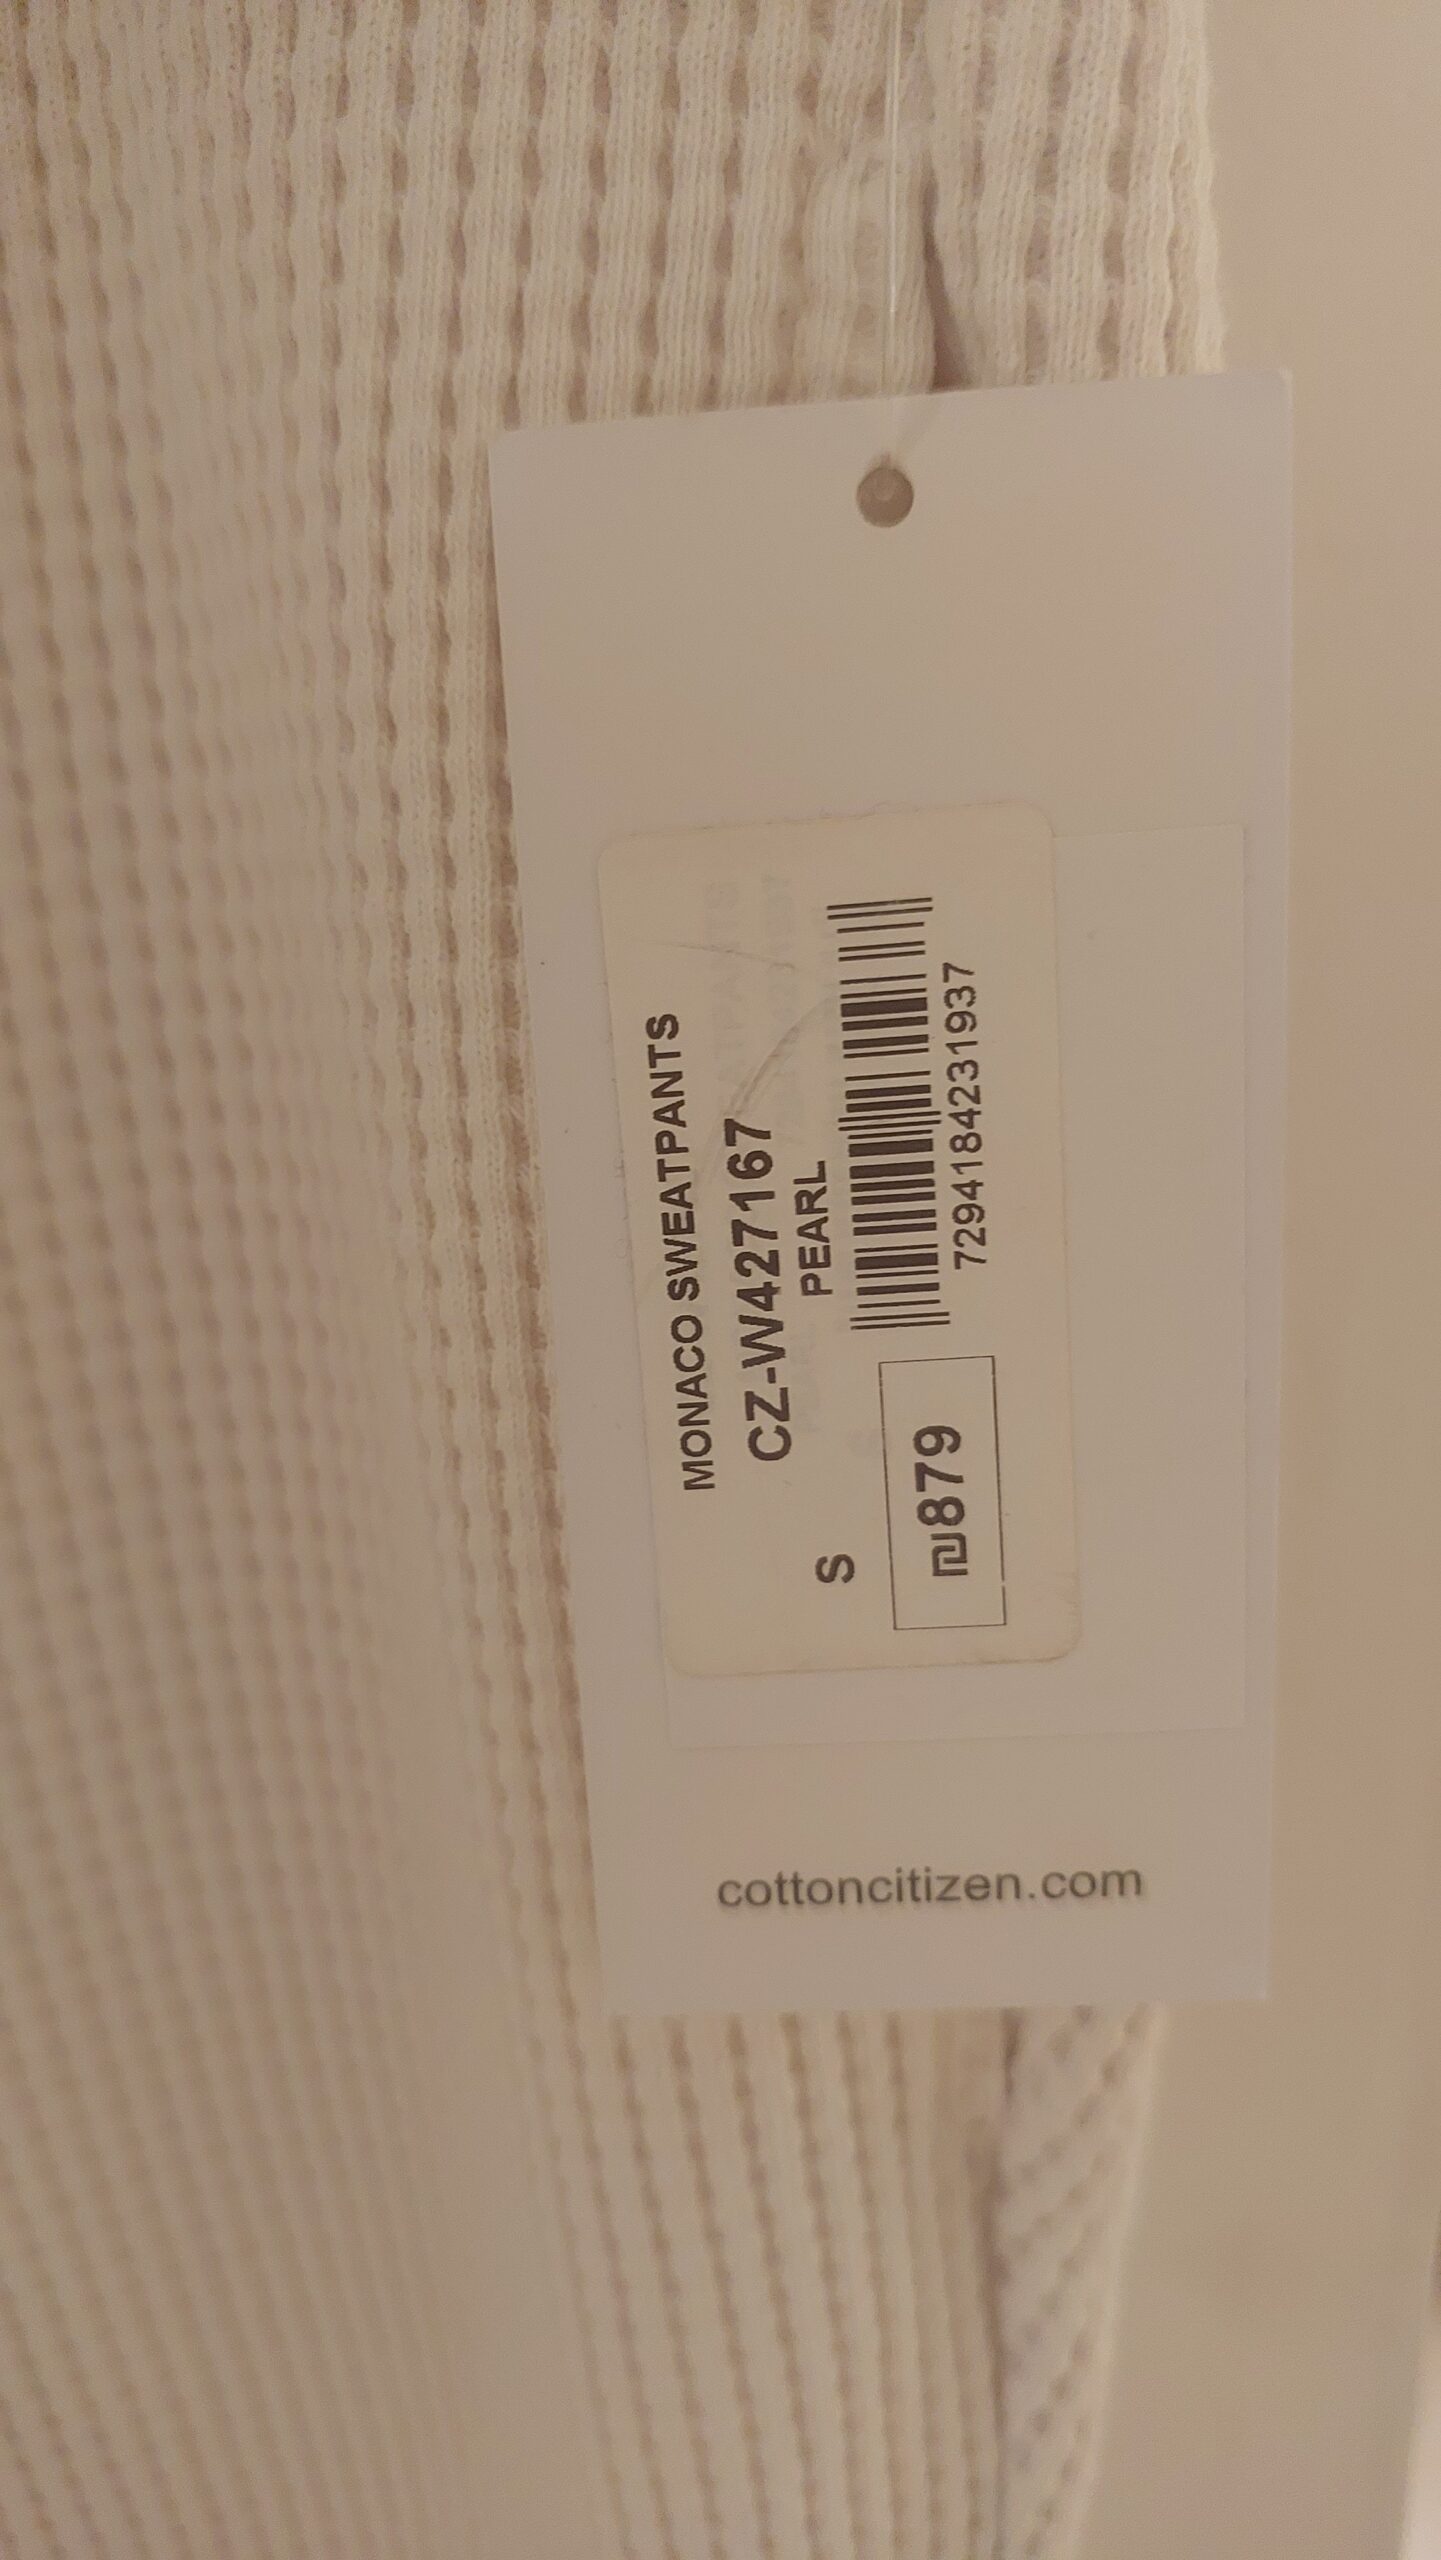 MONACO SWEATPANTS
CZ-W427167
PEARL
S
7294184231937
₪879
cottoncitizen.com